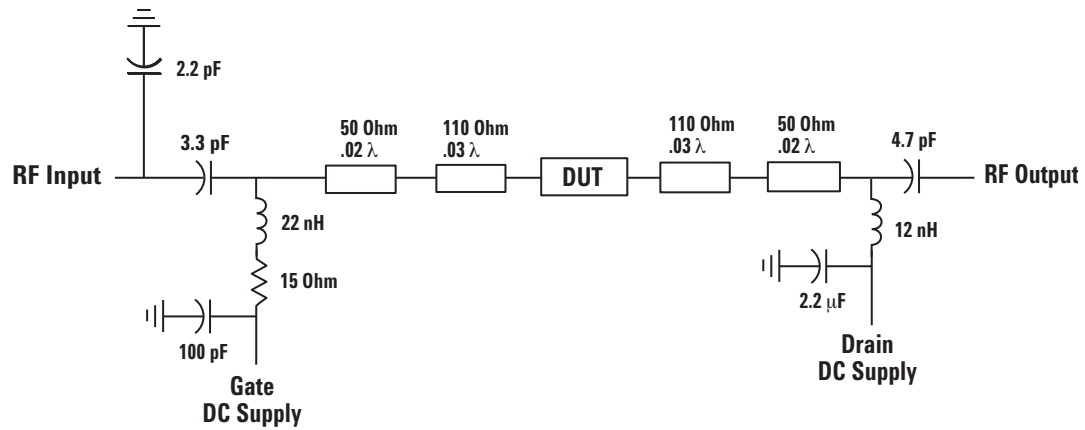 2.2 pF
3.3 pF
RF Input
50 Ohm
.02 λ
110 Ohm
.03 λ
DUT
110 Ohm
.03 λ
50 Ohm
.02 λ
4.7 pF
RF Output
22 nH
15 Ohm
100 pF
Gate
DC Supply
12 nH
2.2 μF
Drain
DC Supply